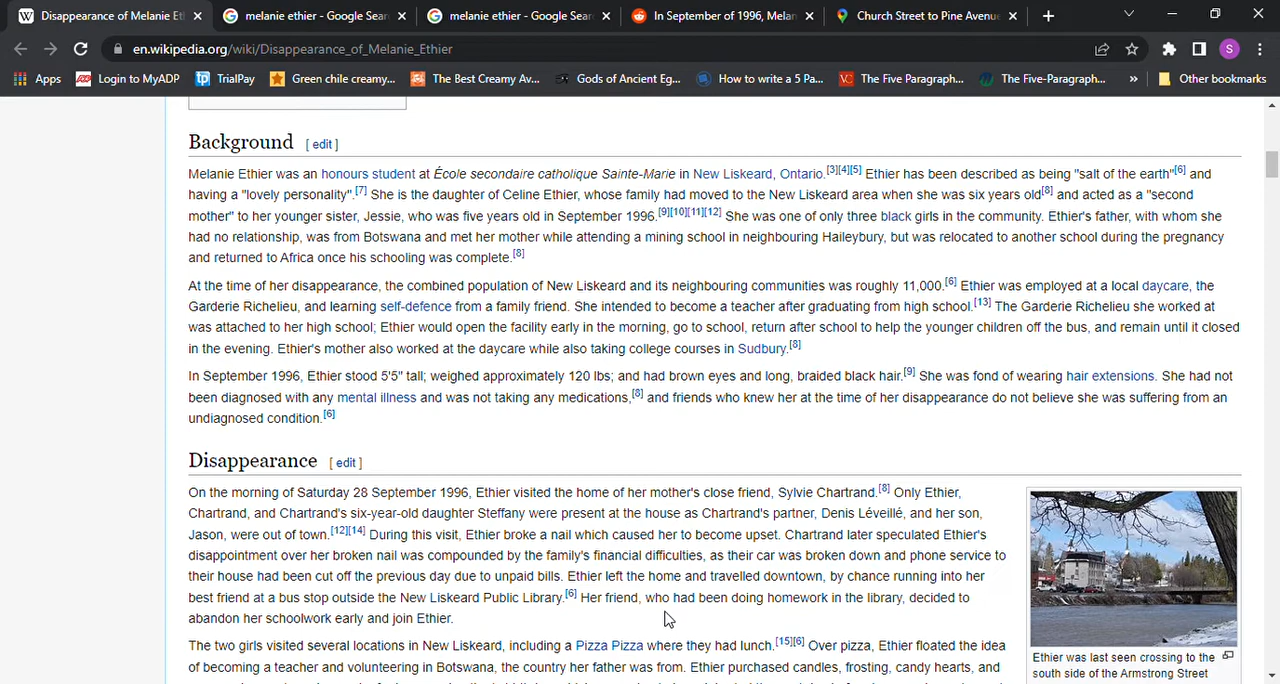 Disappearance of Melanie Et
melanie ethier - Google Sear
melanie ethier - Google Sear
In September of 1996, Melan
Church Street to Pine Avenue
en.wikipedia.org/wiki/Disappearance_of_Melanie_Ethier
S
Apps
Login to MyADP
TrialPay
Green chile creamy...
The Best Creamy Av...
Gods of Ancient Eg...
How to write a 5 Pa...
The Five Paragraph...
The Five-Paragraph...
»
Other bookmarks
Background [ edit ]
Melanie Ethier was an honours student at École secondaire catholique Sainte-Marie in New Liskeard, Ontario.[3][4][5] Ethier has been described as being "salt of the earth"[6] and
having a "lovely personality".[7] She is the daughter of Celine Ethier, whose family had moved to the New Liskeard area when she was six years old[8] and acted as a "second
mother" to her younger sister, Jessie, who was five years old in September 1996.[9][10][11][12] She was one of only three black girls in the community. Ethier's father, with whom she
had no relationship, was from Botswana and met her mother while attending a mining school in neighbouring Haileybury, but was relocated to another school during the pregnancy
and returned to Africa once his schooling was complete.[8]
At the time of her disappearance, the combined population of New Liskeard and its neighbouring communities was roughly 11,000.[6] Ethier was employed at a local daycare, the
Garderie Richelieu, and learning self-defence from a family friend. She intended to become a teacher after graduating from high school.[13] The Garderie Richelieu she worked at
was attached to her high school; Ethier would open the facility early in the morning, go to school, return after school to help the younger children off the bus, and remain until it closed
in the evening. Ethier's mother also worked at the daycare while also taking college courses in Sudbury.[8]
In September 1996, Ethier stood 5'5" tall; weighed approximately 120 lbs; and had brown eyes and long, braided black hair.[9] She was fond of wearing hair extensions. She had not
been diagnosed with any mental illness and was not taking any medications,[8] and friends who knew her at the time of her disappearance do not believe she was suffering from an
undiagnosed condition.[6]
Disappearance [ edit ]
On the morning of Saturday 28 September 1996, Ethier visited the home of her mother's close friend, Sylvie Chartrand.[8] Only Ethier,
Chartrand, and Chartrand's six-year-old daughter Steffany were present at the house as Chartrand's partner, Denis Léveillé, and her son,
Jason, were out of town.[12][14] During this visit, Ethier broke a nail which caused her to become upset. Chartrand later speculated Ethier's
disappointment over her broken nail was compounded by the family's financial difficulties, as their car was broken down and phone service to
their house had been cut off the previous day due to unpaid bills. Ethier left the home and travelled downtown, by chance running into her
best friend at a bus stop outside the New Liskeard Public Library.[6] Her friend, who had been doing homework in the library, decided to
abandon her schoolwork early and join Ethier.
The two girls visited several locations in New Liskeard, including a Pizza Pizza where they had lunch.[15][6] Over pizza, Ethier floated the idea
of becoming a teacher and volunteering in Botswana, the country her father was from. Ethier purchased candles, frosting, candy hearts, and
Ethier was last seen crossing to the
south side of the Armstrong Street